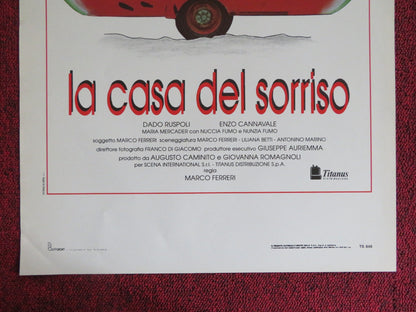 la casa del sorriso
DADO RUSPOLI ENZO CANNAVALE
MARIA MERCADER con NUCCIA FUMO e NUNZIA FUMO
soggetto MARCO FERRERI sceneggiatura MARCO FERRERI - LILIANA BETTI - ANTONINO MARINO
direttore fotografia FRANCO DI GIACOMO produttore esecutivo GIUSEPPE AURIEMMA
prodotto da AUGUSTO CAMINITO e GIOVANNA ROMAGNOLI
per SCENA INTERNATIONAL S.r.l. - TITANUS DISTRIBUZIONE S.p.A.
regia
MARCO FERRERI
Titanus
DISTRIBUZIONE